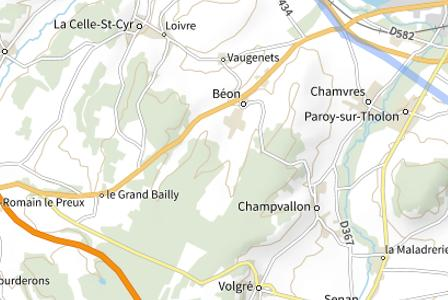 434
La Celle-St-Cyr
Loivre
D582
Vaugenets
Béon
Chamvres
Paroy-sur-Tholon
le Grand Bailly
Romain le Preux
Champvallon
D367
la Maladrerie
ourderons
Volgré
Senan